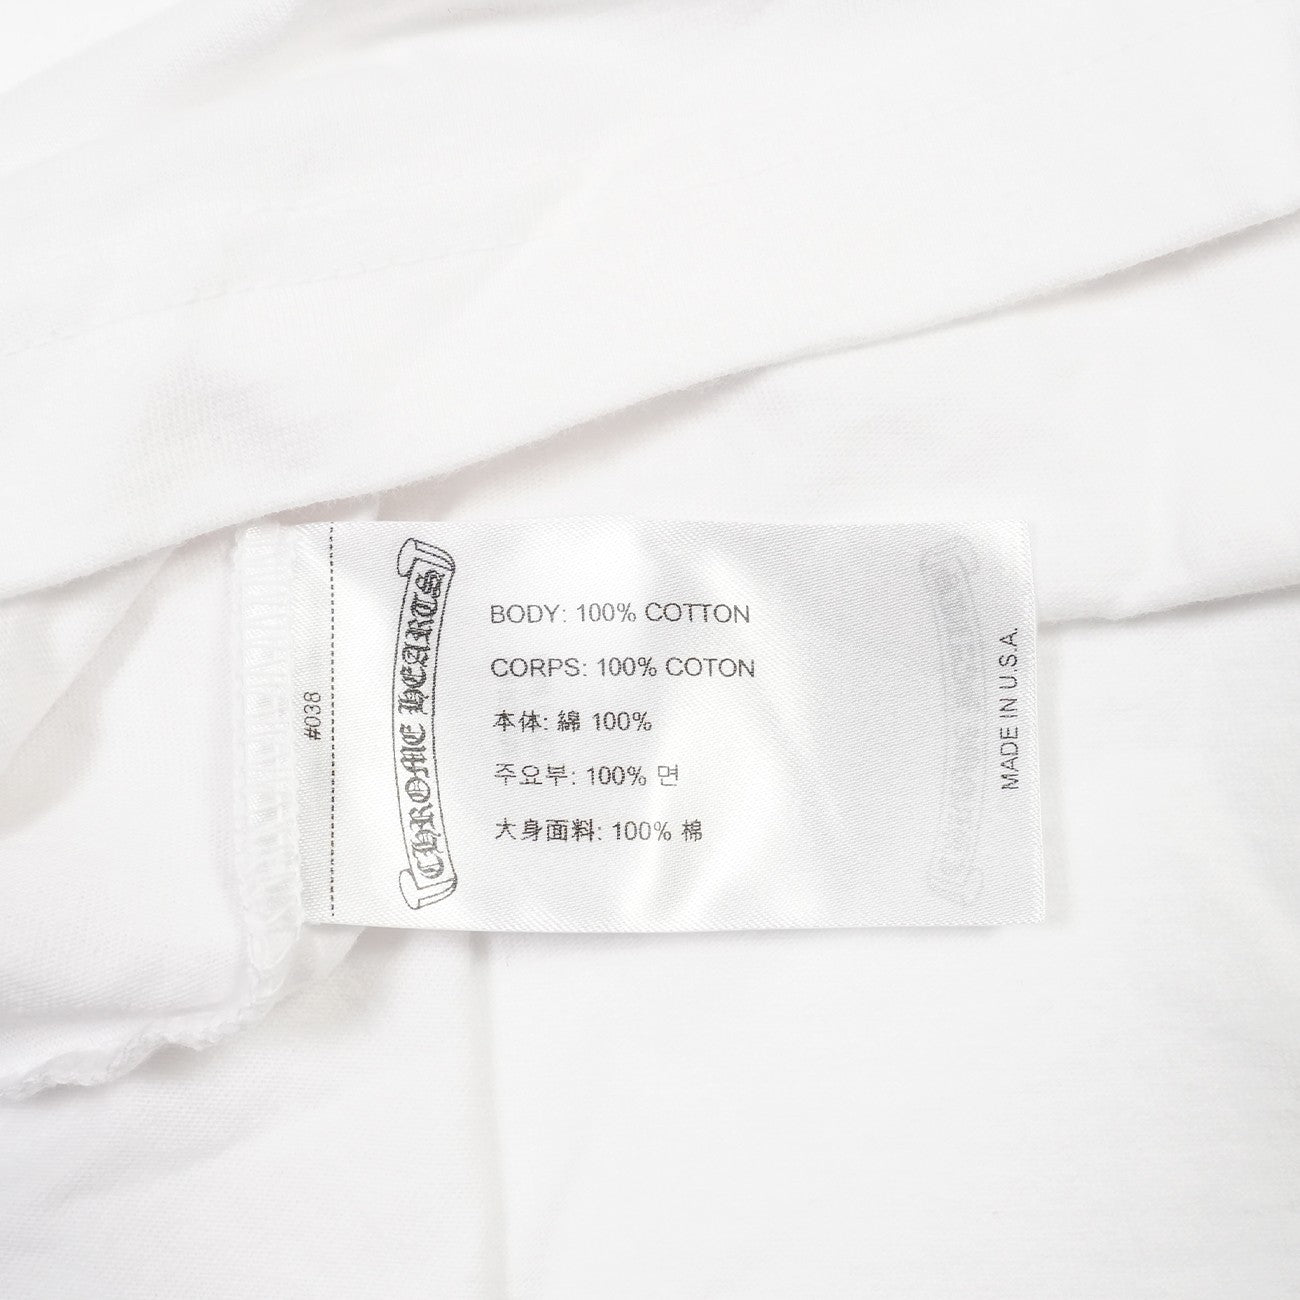 #038
CHROME HEARTS
BODY: 100% COTTON
CORPS: 100% COTON
本体: 綿 100%
주요부: 100% 면
大身面料: 100% 棉
MADE IN U.S.A.